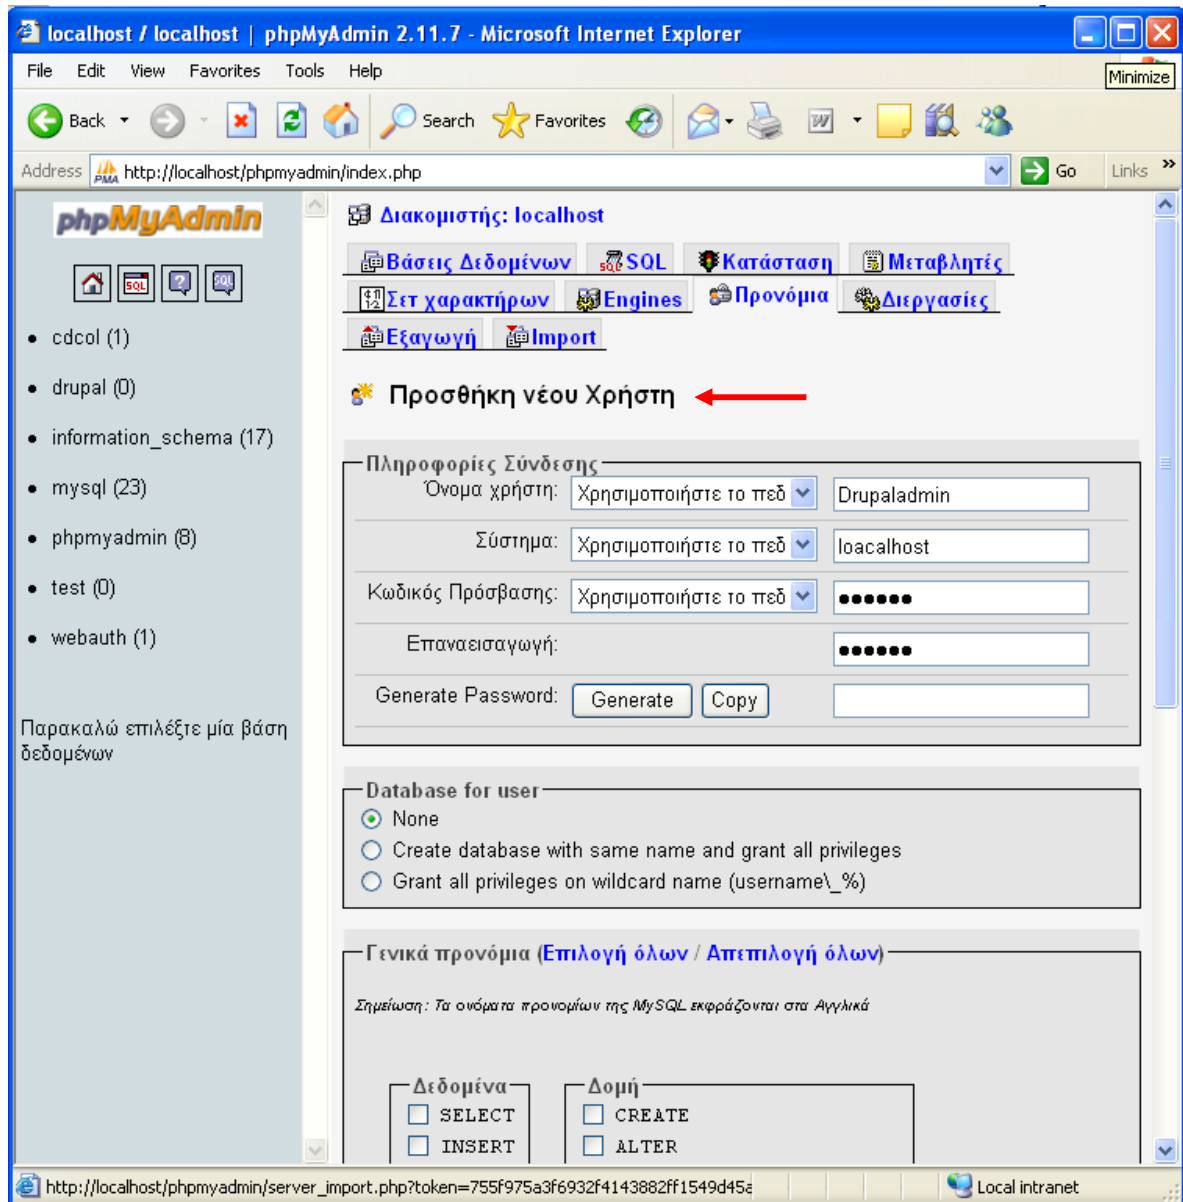 localhost / localhost | phpMyAdmin 2.11.7 - Microsoft Internet Explorer
File Edit View Favorites Tools Help
Minimize
Back Search Favorites
Address PMA http://localhost/phpmyadmin/index.php Go Links »
phpMyAdmin
SQL ? SQL
cdcol (1)
drupal (0)
information_schema (17)
mysql (23)
phpmyadmin (8)
test (0)
webauth (1)
Παρακαλώ επιλέξτε μία βάση
δεδομένων
Διακομιστής: localhost
Βάσεις Δεδομένων SQL Κατάσταση Μεταβλητές
Σετ χαρακτήρων Engines Προνόμια Διεργασίες
Εξαγωγή Import
Προσθήκη νέου Χρήστη
Πληροφορίες Σύνδεσης
Όνομα χρήστη: Χρησιμοποιήστε το πεδ Drupaladmin
Σύστημα: Χρησιμοποιήστε το πεδ loacalhost
Κωδικός Πρόσβασης: Χρησιμοποιήστε το πεδ ●●●●●●
Επαναεισαγωγή: ●●●●●●
Generate Password: Generate Copy
Database for user
None
Create database with same name and grant all privileges
Grant all privileges on wildcard name (username\_%)
Γενικά προνόμια (Επιλογή όλων / Απεπιλογή όλων)
Σημείωση: Τα ονόματα προνομίων της MySQL εκφράζονται στα Αγγλικά
Δεδομένα Δομή
SELECT CREATE
INSERT ALTER
http://localhost/phpmyadmin/server_import.php?token=755f975a3f6932f4143882ff1549d45a Local intranet